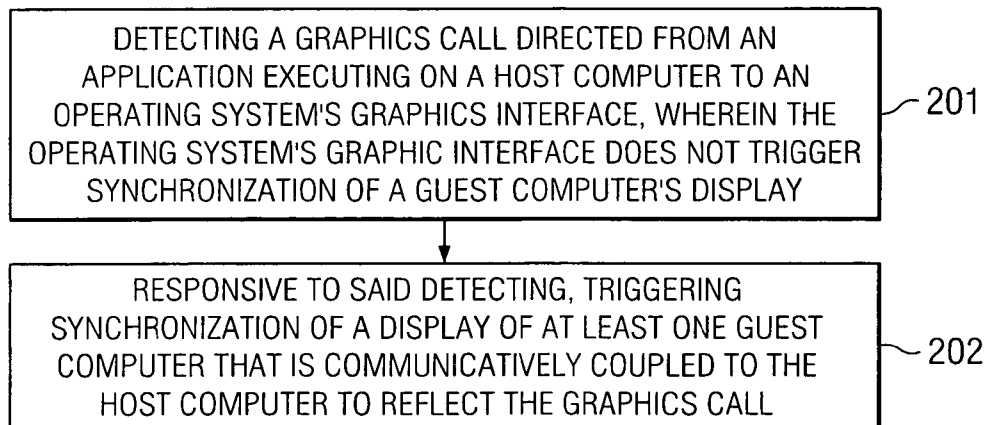 DETECTING A GRAPHICS CALL DIRECTED FROM AN
APPLICATION EXECUTING ON A HOST COMPUTER TO AN
OPERATING SYSTEM'S GRAPHICS INTERFACE, WHEREIN THE
OPERATING SYSTEM'S GRAPHIC INTERFACE DOES NOT TRIGGER
SYNCHRONIZATION OF A GUEST COMPUTER'S DISPLAY
201
RESPONSIVE TO SAID DETECTING, TRIGGERING
SYNCHRONIZATION OF A DISPLAY OF AT LEAST ONE GUEST
COMPUTER THAT IS COMMUNICATIVELY COUPLED TO THE
HOST COMPUTER TO REFLECT THE GRAPHICS CALL
202